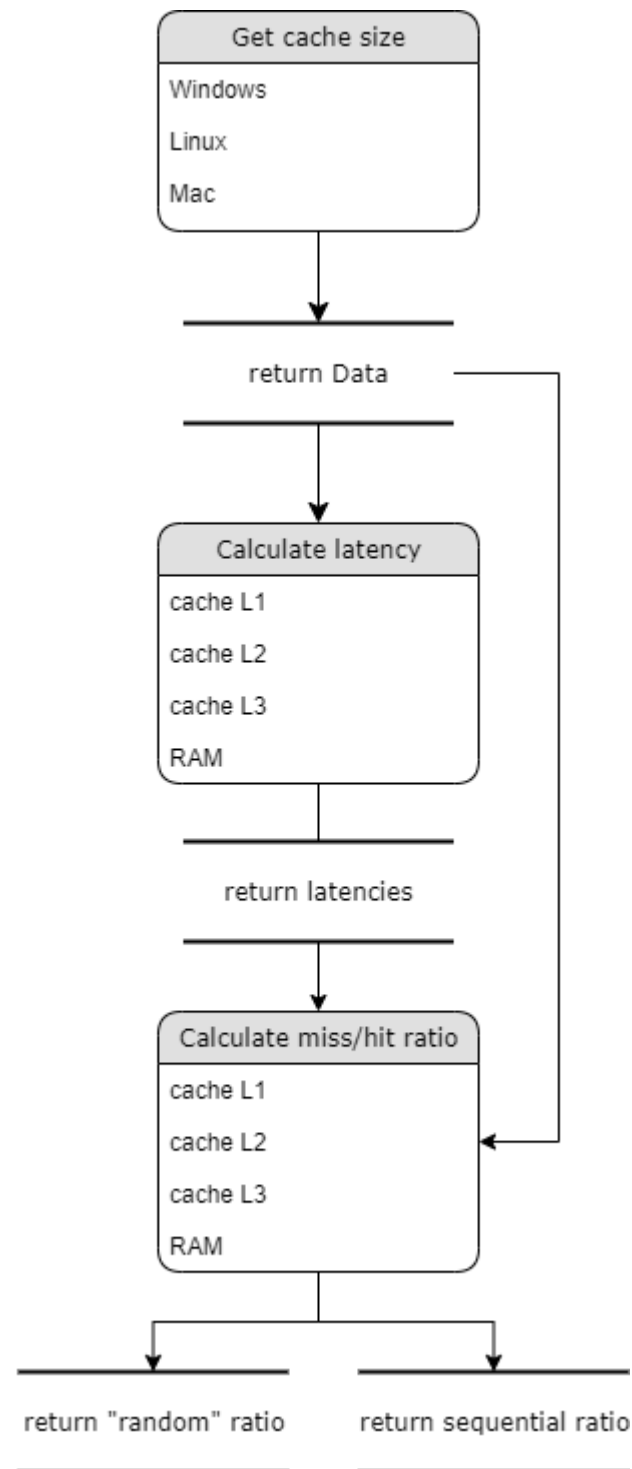 Get cache size
Windows
Linux
Mac
return Data
Calculate latency
cache L1
cache L2
cache L3
RAM
return latencies
Calculate miss/hit ratio
cache L1
cache L2
cache L3
RAM
return "random" ratio
return sequential ratio